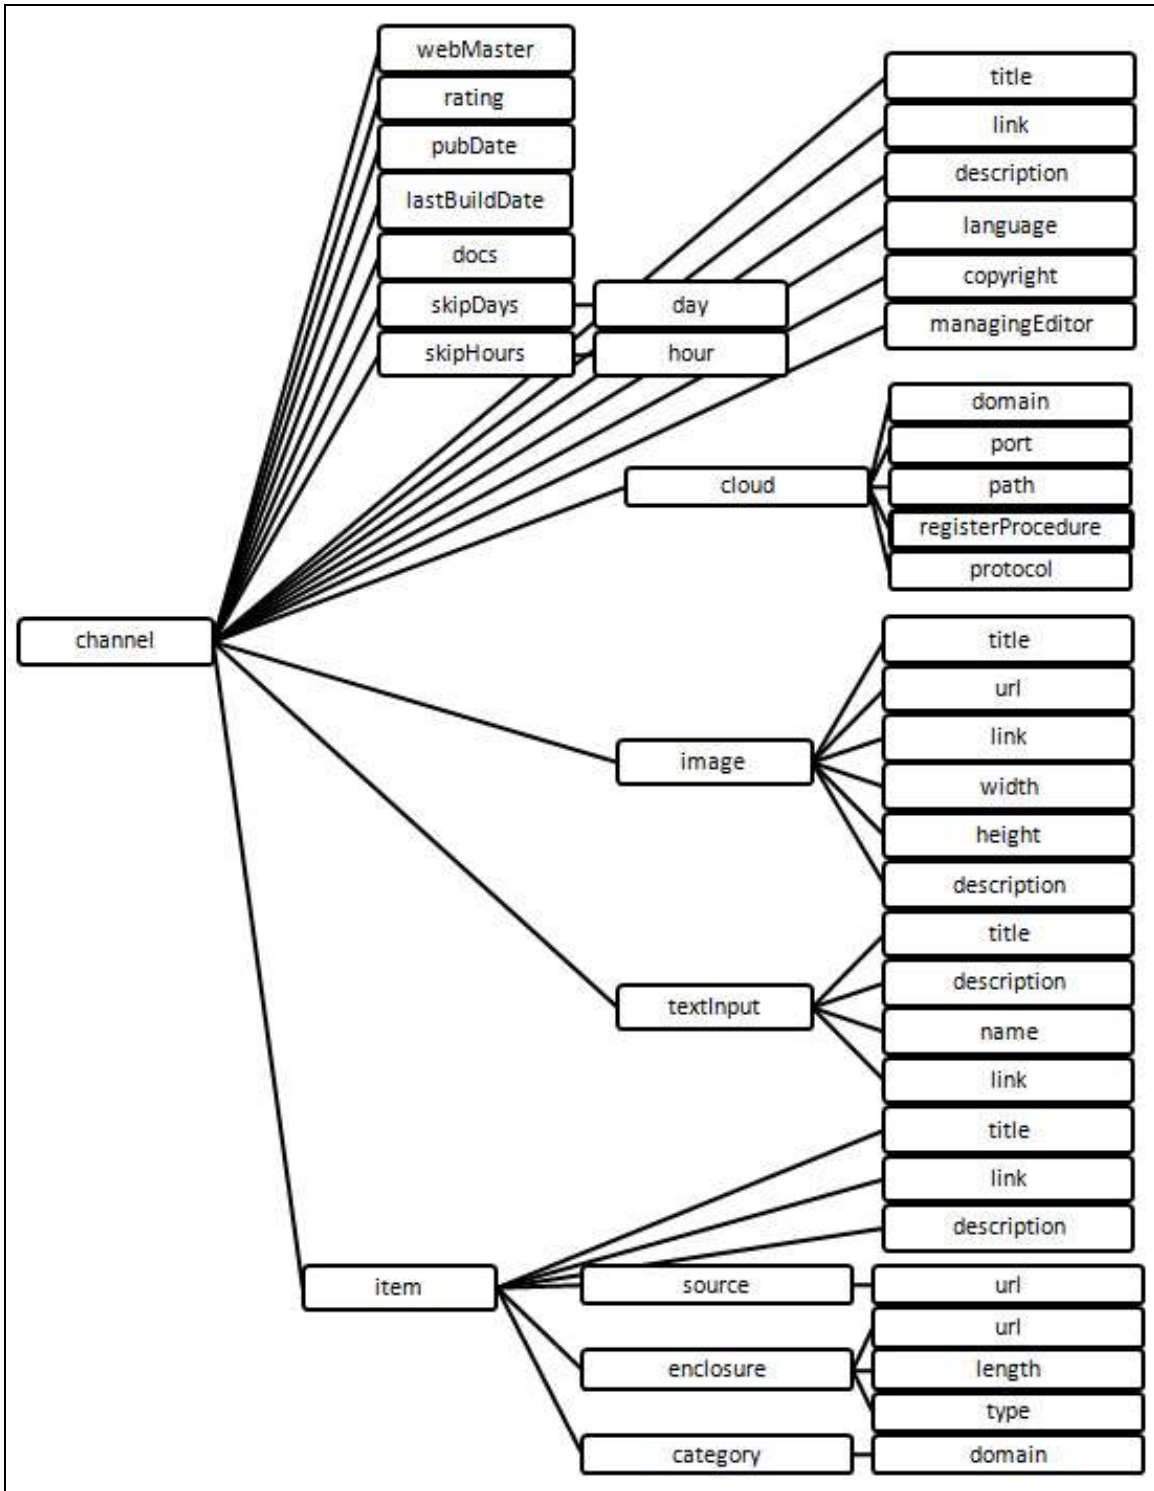 webMaster
rating
pubDate
lastBuildDate
docs
skipDays
day
skipHours
hour
title
link
description
language
copyright
managingEditor
cloud
domain
port
path
registerProcedure
protocol
channel
image
title
url
link
width
height
description
textInput
title
description
name
link
item
title
link
description
source
url
enclosure
url
length
type
category
domain